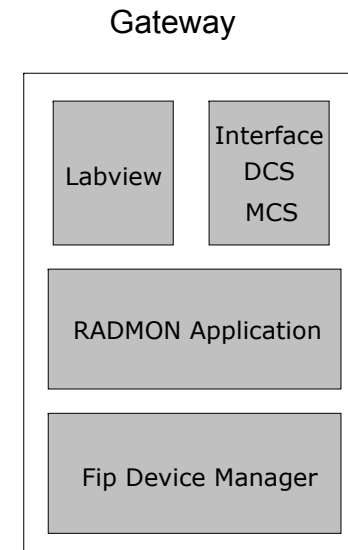 Gateway
Labview
Interface
DCS
MCS
RADMON Application
Fip Device Manager